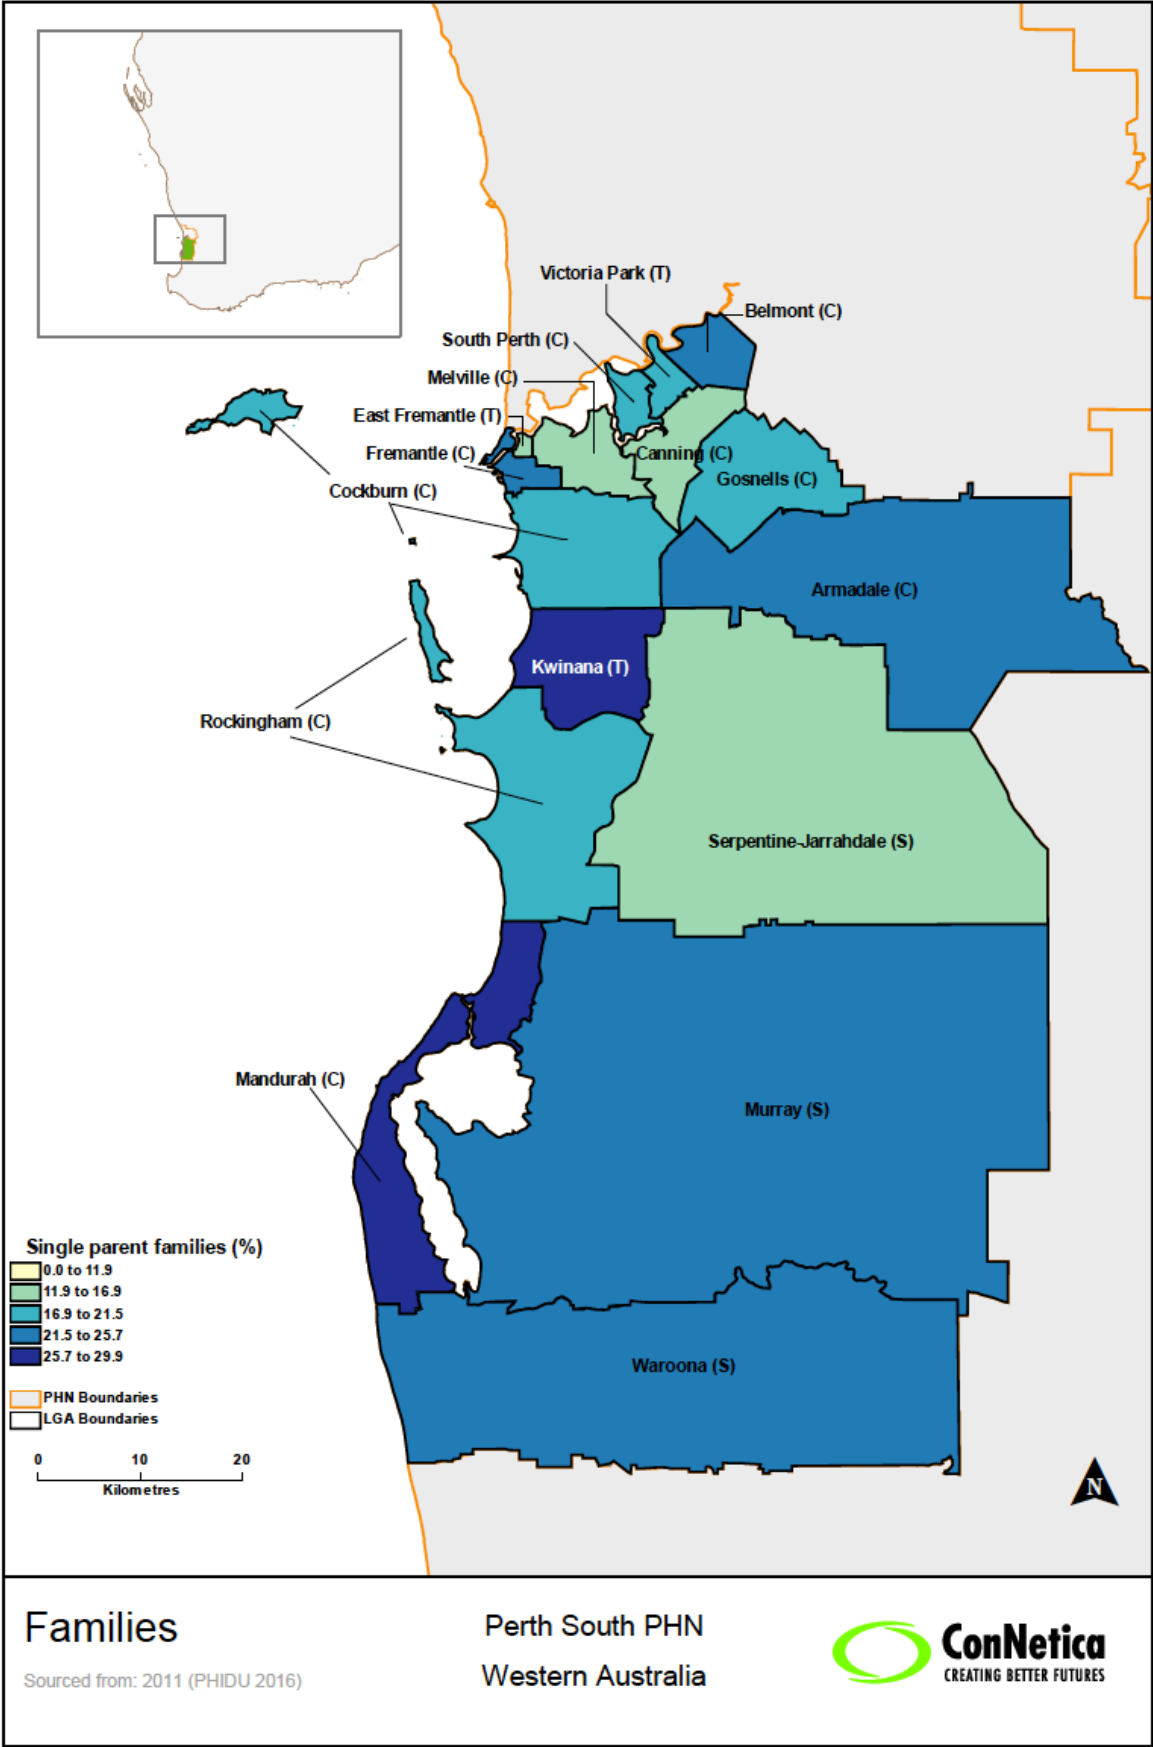 Victoria Park (T)
Belmont (C)
South Perth (C)
Melville (C)
East Fremantle (T)
Fremantle (C)
Canning (C)
Gosnells (C)
Cockburn (C)
Armadale (C)
Kwinana (T)
Rockingham (C)
Serpentine-Jarrahdale (S)
Mandurah (C)
Murray (S)
Waroona (S)
Single parent families (%)
0.0 to 11.9
11.9 to 16.9
16.9 to 21.5
21.5 to 25.7
25.7 to 29.9
PHN Boundaries
LGA Boundaries
0 10 20
Kilometres
N
Families
Sourced from: 2011 (PHIDU 2016)
Perth South PHN
Western Australia
ConNetica
CREATING BETTER FUTURES